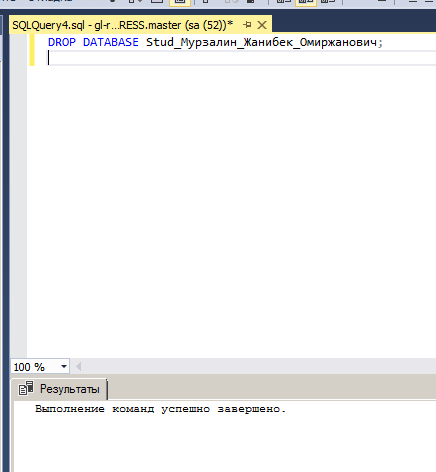 SQLQuery4.sql - gl-r...RESS.master (sa (52))*
DROP DATABASE Stud_Мурзалин_Жанибек_Омиржанович;
100 %
Результаты
Выполнение команд успешно завершено.